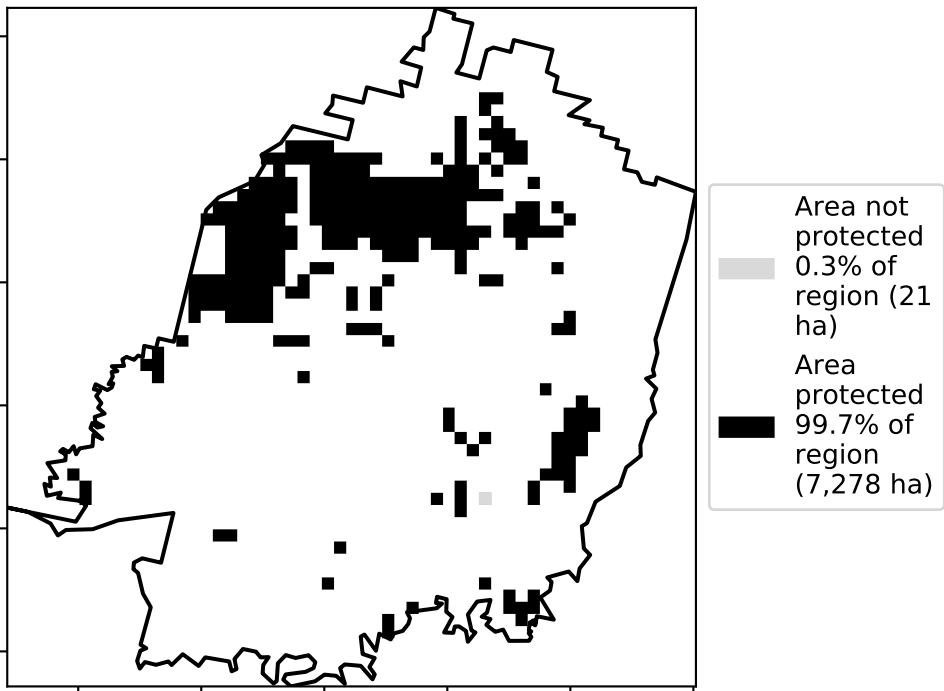 Area not
protected
0.3% of
region (21
ha)
Area
protected
99.7% of
region
(7,278 ha)